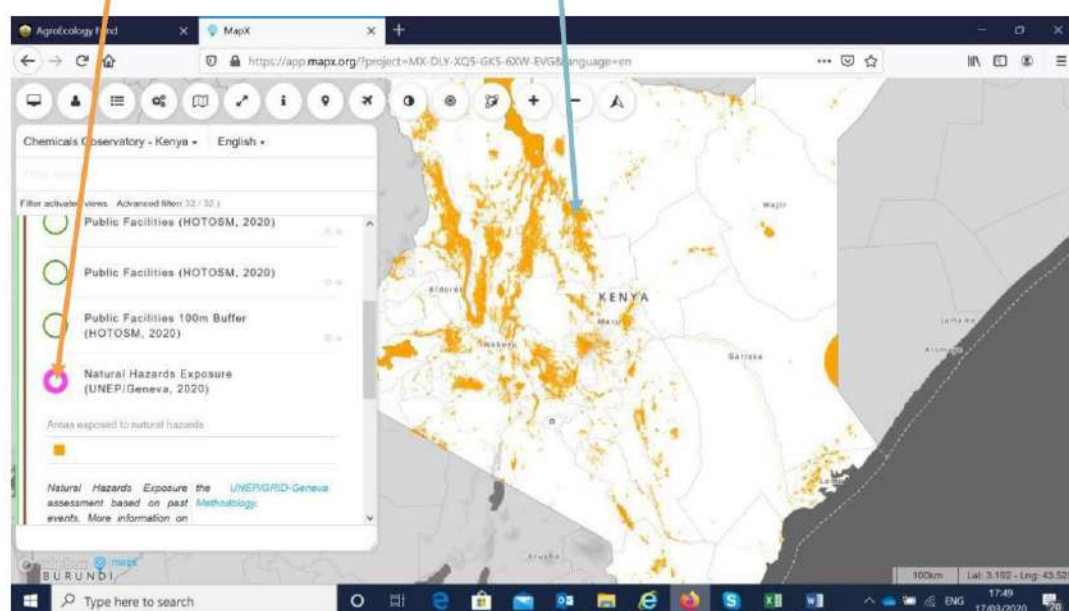 AgroEcology Fund
MapX
https://app.mapx.org/?project=MX-DLY-XQ5-GK5-6XW-EVG&language=en
Chemicals Observatory - Kenya
English
Filter activated views Advanced filter( 32 / 32 )
Public Facilities (HOTOSM, 2020)
Public Facilities (HOTOSM, 2020)
Public Facilities 100m Buffer
(HOTOSM, 2020)
Natural Hazards Exposure
(UNEP/Geneva, 2020)
Areas exposed to natural hazards
Natural Hazards Exposure the UNEP/GRID-Geneva
assessment based on past Methodology.
events. More information on
Wajir
Eldoret
KENYA
Meru
Nakuru
Garissa
Arusha
mapx
BURUNDI
100km
Lat: 3.102 - Lng: 43.525
Type here to search
ENG
17:49
17/03/2020
20